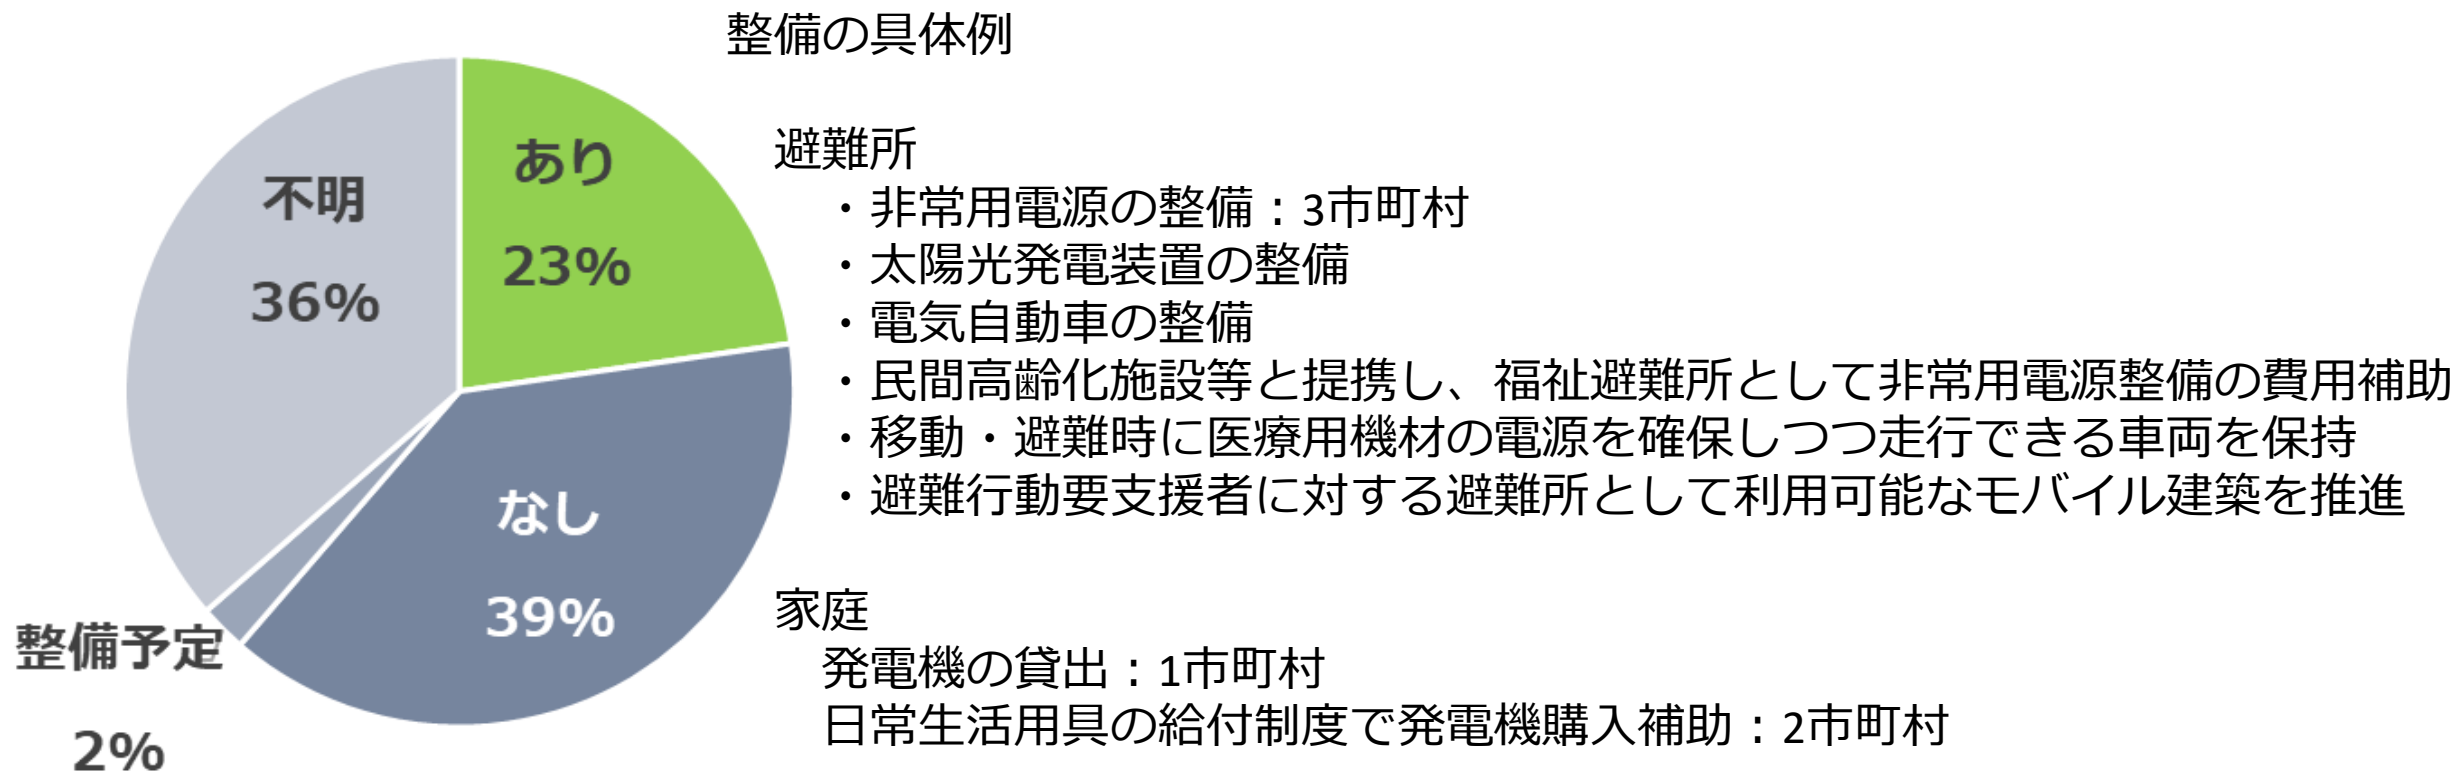 整備の具体例
あり
23%
不明
36%
なし
39%
整備予定
2%
避難所
・非常用電源の整備：3市町村
・太陽光発電装置の整備
・電気自動車の整備
・民間高齢化施設等と提携し、福祉避難所として非常用電源整備の費用補助
・移動・避難時に医療用機材の電源を確保しつつ走行できる車両を保持
・避難行動要支援者に対する避難所として利用可能なモバイル建築を推進
家庭
発電機の貸出：1市町村
日常生活用具の給付制度で発電機購入補助：2市町村